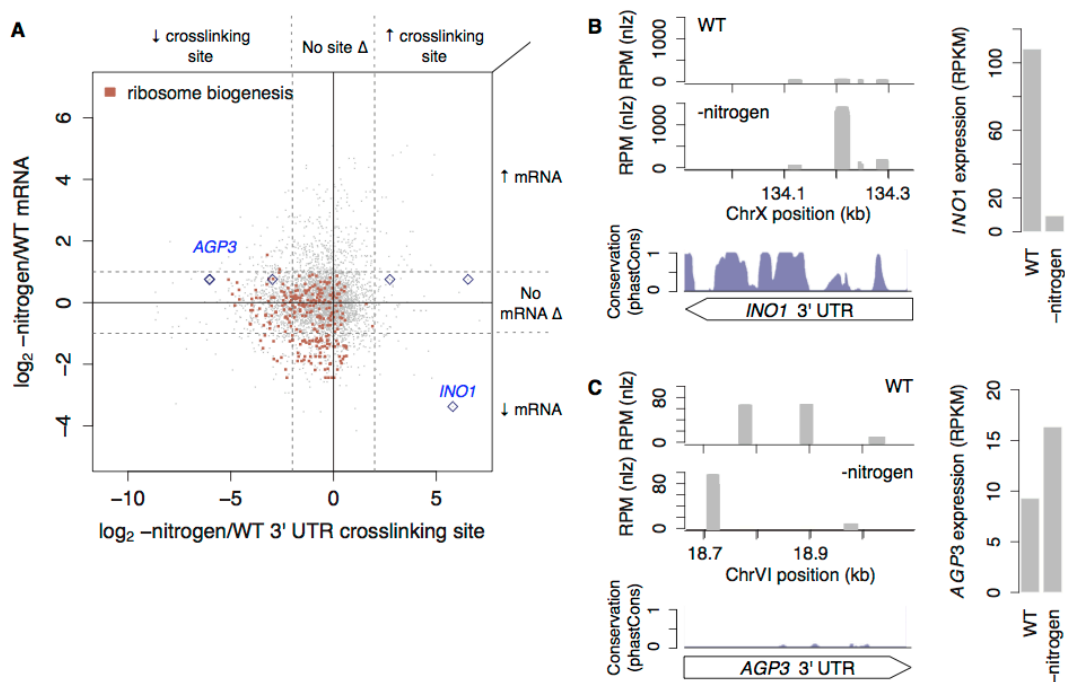 A
↓ crosslinking
site
No site Δ
↑ crosslinking
site
ribosome biogenesis
6
4
2
0
−2
−4
log2 −nitrogen/WT mRNA
AGP3
INO1
↑ mRNA
No
mRNA Δ
↓ mRNA
−10
−5
0
5
log2 −nitrogen/WT 3' UTR crosslinking site
B
WT
RPM (nlz)
0
1000
-nitrogen
RPM (nlz)
0
1000
134.1
134.3
ChrX position (kb)
Conservation
(phastCons)
0
1
INO1 3' UTR
INO1 expression (RPKM)
0
20
40
60
80
100
WT
−nitrogen
C
WT
RPM (nlz)
0
80
-nitrogen
RPM (nlz)
0
80
18.7
18.9
ChrVI position (kb)
Conservation
(phastCons)
0
1
AGP3 3' UTR
AGP3 expression (RPKM)
0
5
10
15
20
WT
−nitrogen